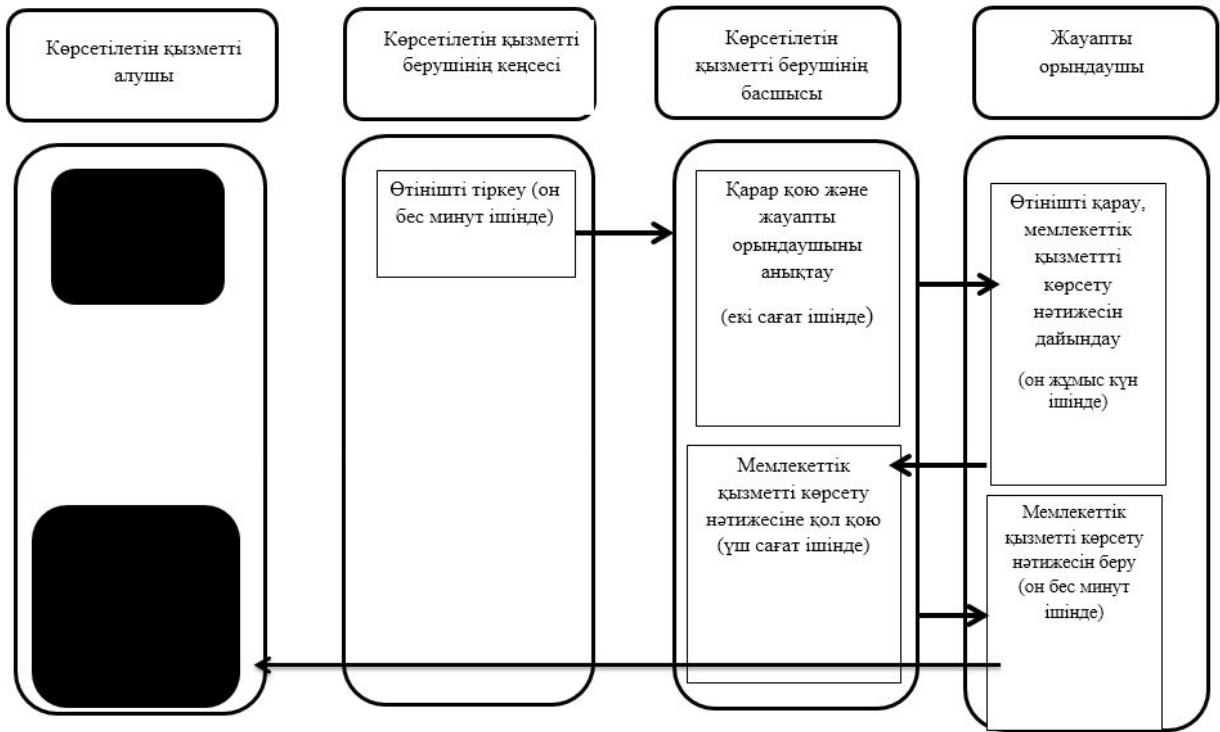 Көрсетілетін қызметті
алушы
Көрсетілетін қызметті
берушінің кеңсесі
Көрсетілетін
қызметті берушінің
басшысы
Жауапты
орындаушы
Өтінішті тіркеу (он
бес минут ішінде)
Қарар қою және
жауапты
орындаушыны
анықтау
(екі сағат ішінде)
Өтінішті қарау,
мемлекеттік
қызметтті
көрсету
нәтижесін
дайындау
(он жұмыс күн
ішінде)
Мемлекеттік
қызметті көрсету
нәтижесіне қол қою
(үш сағат ішінде)
Мемлекеттік
қызметті көрсету
нәтижесін беру
(он бес минут
ішінде)